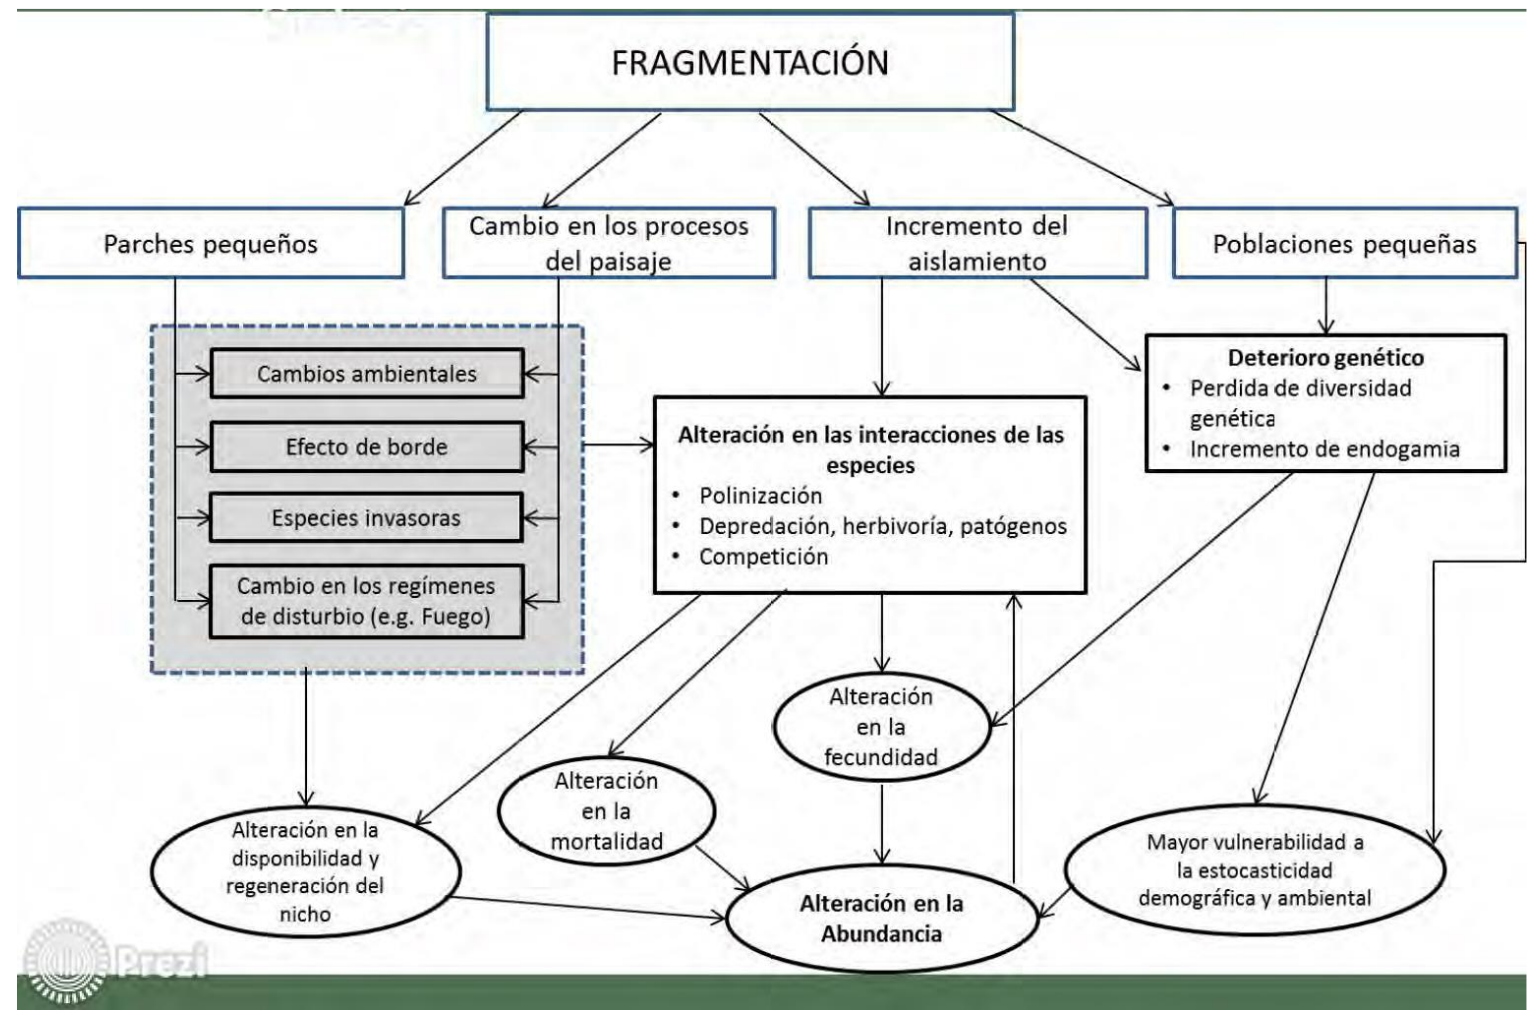 FRAGMENTACIÓN
Parches pequeños
Cambio en los procesos
del paisaje
Incremento del
aislamiento
Poblaciones pequeñas
Cambios ambientales
Efecto de borde
Especies invasoras
Cambio en los regímenes
de disturbio (e.g. Fuego)
Alteración en las interacciones de las
especies
• Polinización
• Depredación, herbivoría, patógenos
• Competición
Deterioro genético
• Perdida de diversidad
genética
• Incremento de endogamia
Alteración
en la
fecundidad
Alteración
en la
mortalidad
Alteración en la
disponibilidad y
regeneración del
nicho
Mayor vulnerabilidad a
la estocasticidad
demográfica y ambiental
Alteración en la
Abundancia
Prezi